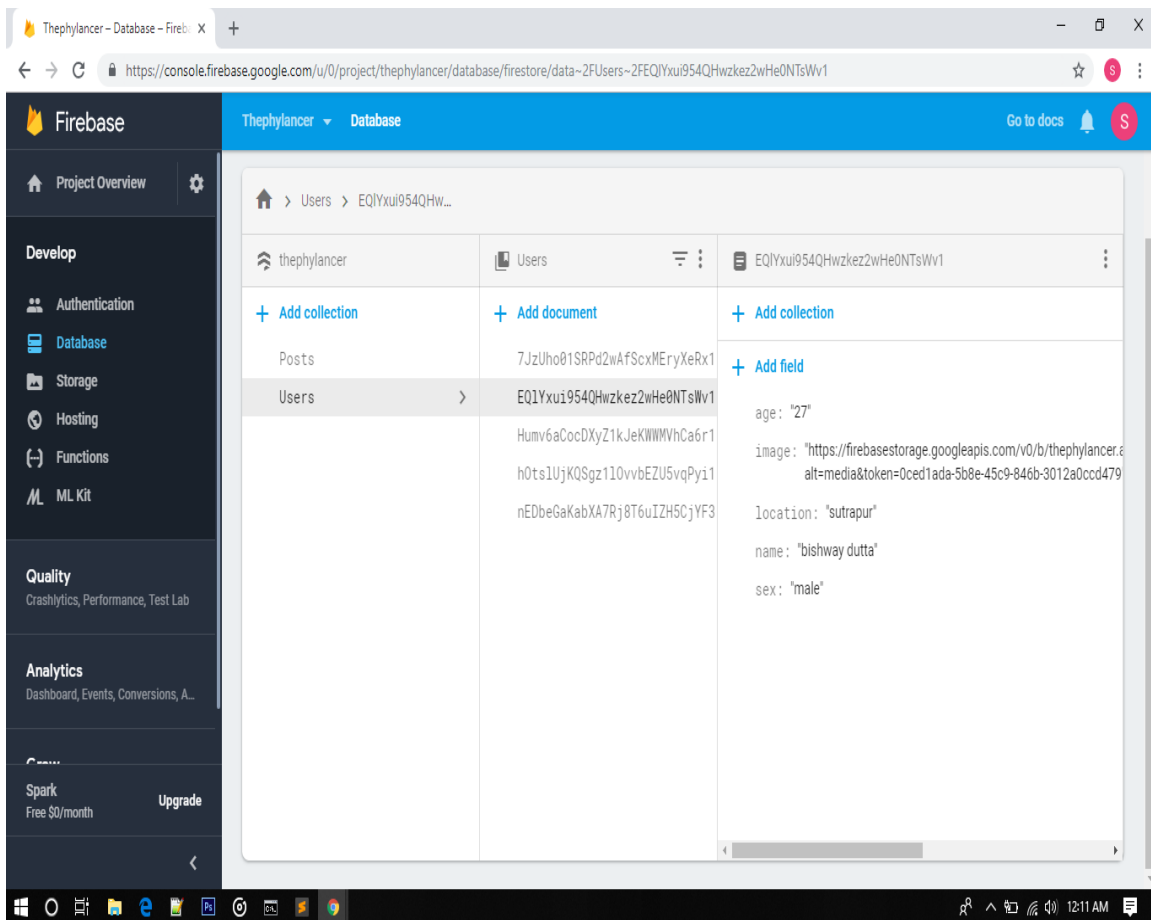 Thephylancer – Database – Fireb
https://console.firebase.google.com/u/0/project/thephylancer/database/firestore/data~2FUsers~2FEQlYxui954QHwzkez2wHe0NTsWv1
S
Firebase
Thephylancer Database Go to docs S
Project Overview
Users EQlYxui954QHw...
Develop
Authentication
Database
Storage
Hosting
Functions
ML Kit
Quality
Crashlytics, Performance, Test Lab
Analytics
Dashboard, Events, Conversions, A...
Spark
Free $0/month
Upgrade
thephylancer
Add collection
Posts
Users
Users
Add document
7JzUho01SRPd2wAfScxMEryXeRx1
EQlYxui954QHwzkez2wHe0NTsWv1
Humv6aCocDXyZ1kJeKWWMVhCa6r1
hOtslUjKQSgz1lOvvbEZU5vqPyi1
nEDbeGaKabXA7Rj8T6uIZH5CjYF3
EQlYxui954QHwzkez2wHe0NTsWv1
Add collection
Add field
age: "27"
image: "https://firebasestorage.googleapis.com/v0/b/thephylancer.a
alt=media&token=0ced1ada-5b8e-45c9-846b-3012a0ccd479
location: "sutrapur"
name: "bishway dutta"
sex: "male"
Ps
12:11 AM